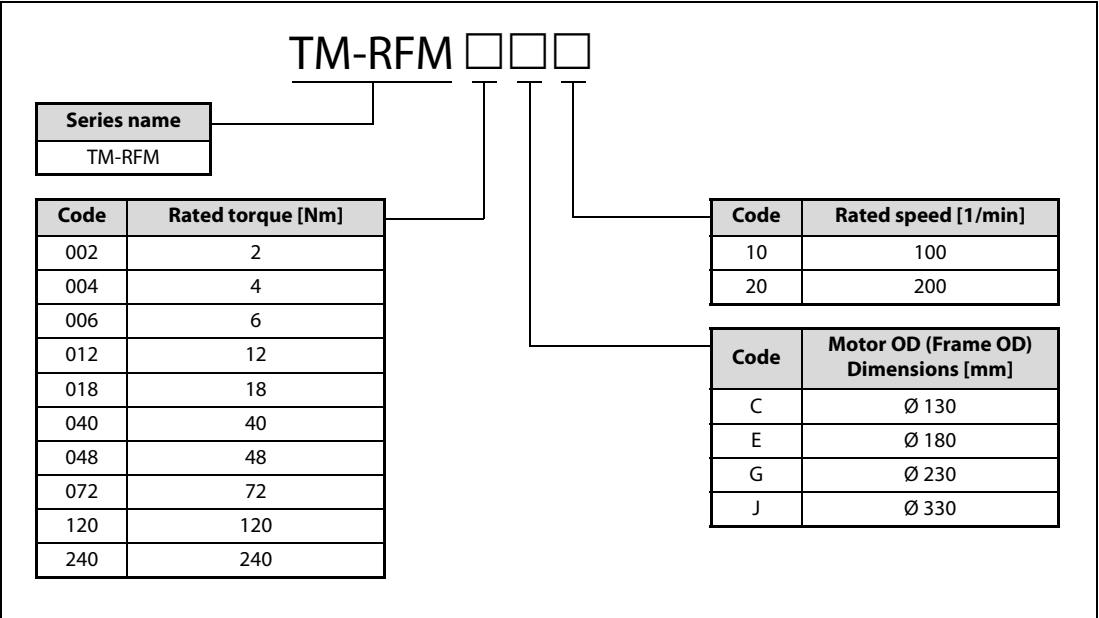 TM-RFM □□□
Series name
TM-RFM
Code Rated torque [Nm]
002 2
004 4
006 6
012 12
018 18
040 40
048 48
072 72
120 120
240 240
Code Rated speed [1/min]
10 100
20 200
Code Motor OD (Frame OD)
Dimensions [mm]
C Ø 130
E Ø 180
G Ø 230
J Ø 330